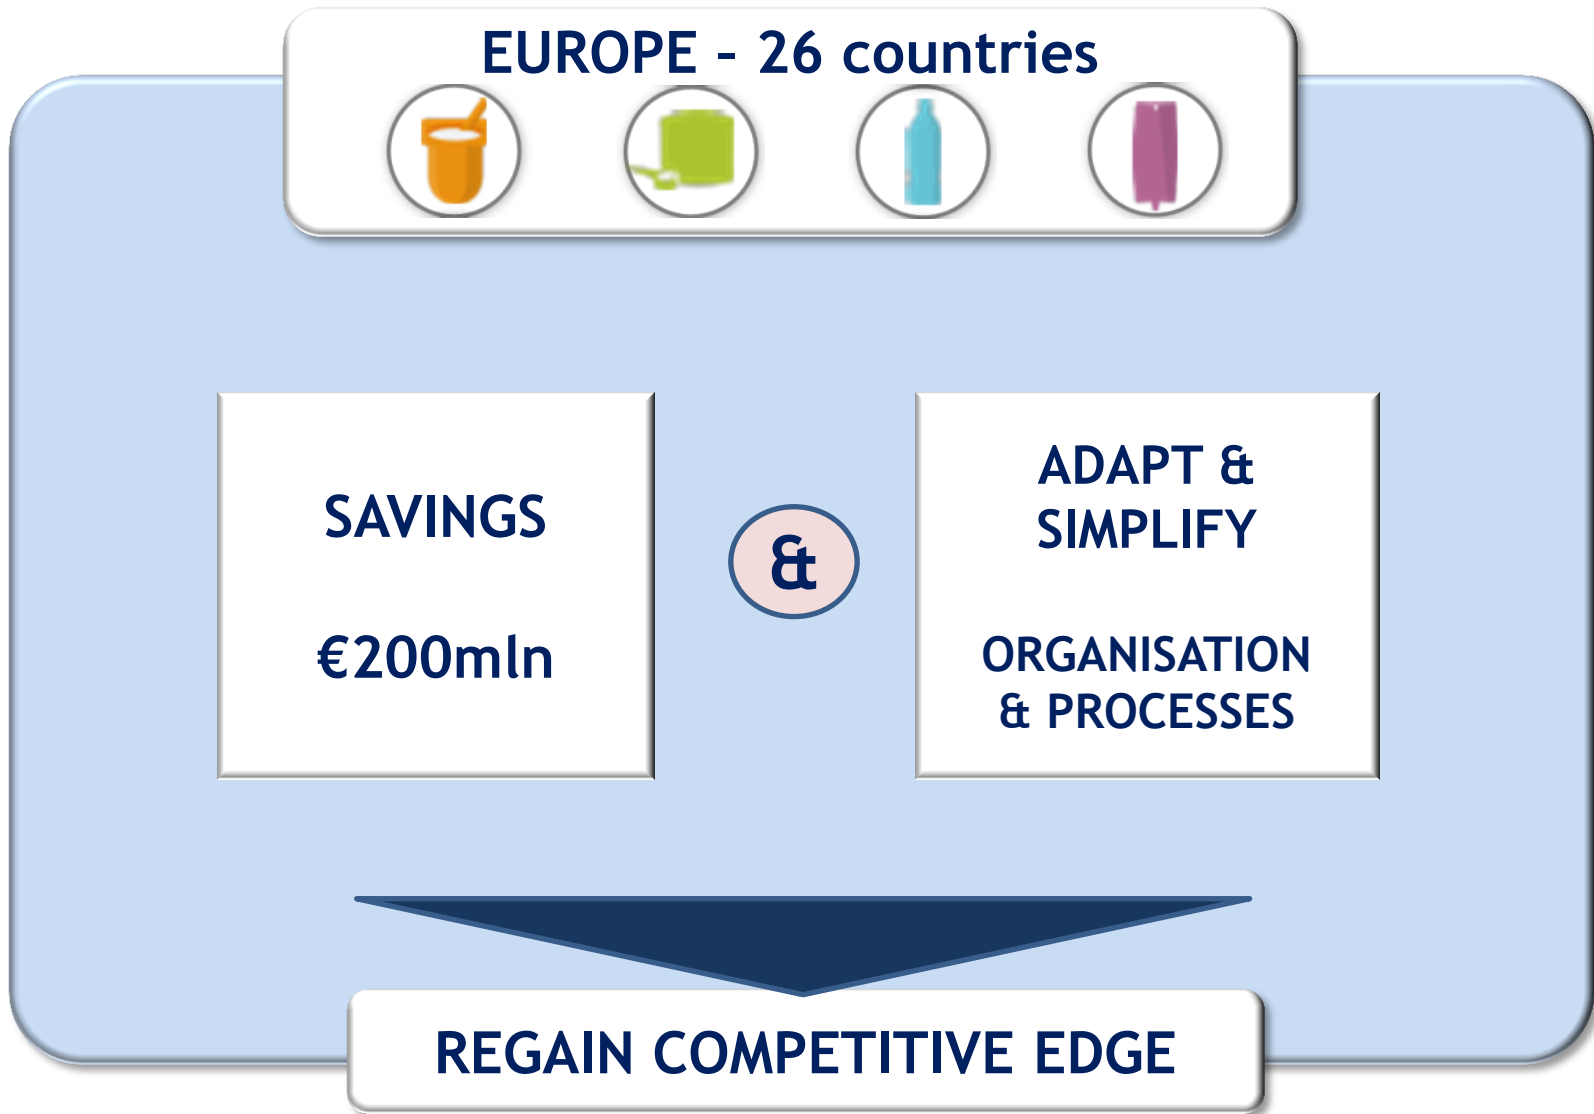 EUROPE - 26 countries
SAVINGS
€200mln
&
ADAPT &
SIMPLIFY
ORGANISATION
& PROCESSES
REGAIN COMPETITIVE EDGE